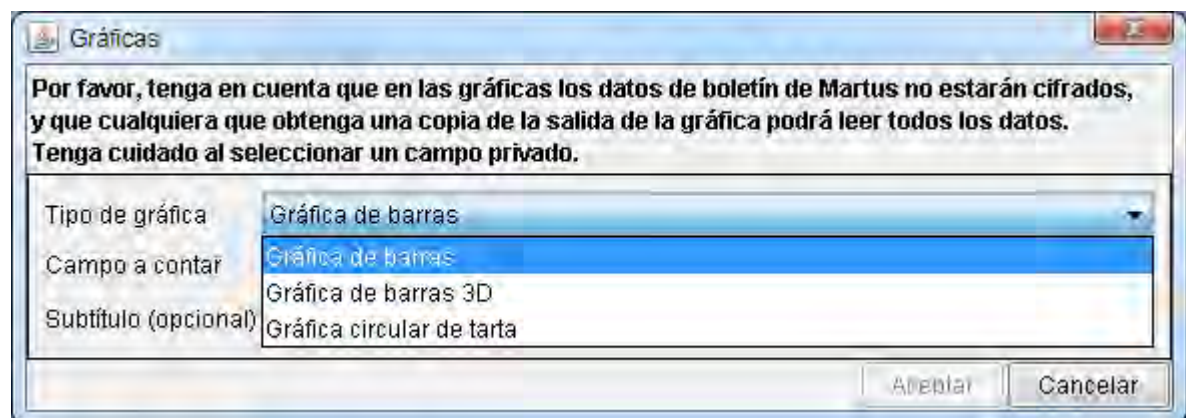 Gráficas
Por favor, tenga en cuenta que en las gráficas los datos de boletín de Martus no estarán cifrados,
y que cualquiera que obtenga una copia de la salida de la gráfica podrá leer todos los datos.
Tenga cuidado al seleccionar un campo privado.
Tipo de gráfica Gráfica de barras
Campo a contar Gráfica de barras
Gráfica de barras 3D
Subtítulo (opcional) Gráfica circular de tarta
Aceptar Cancelar